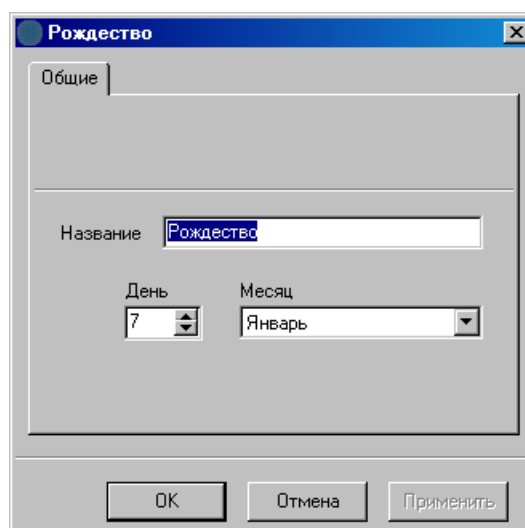 Рождество
Общие
Название Рождество
День Месяц
7 Январь
OK Отмена Применить